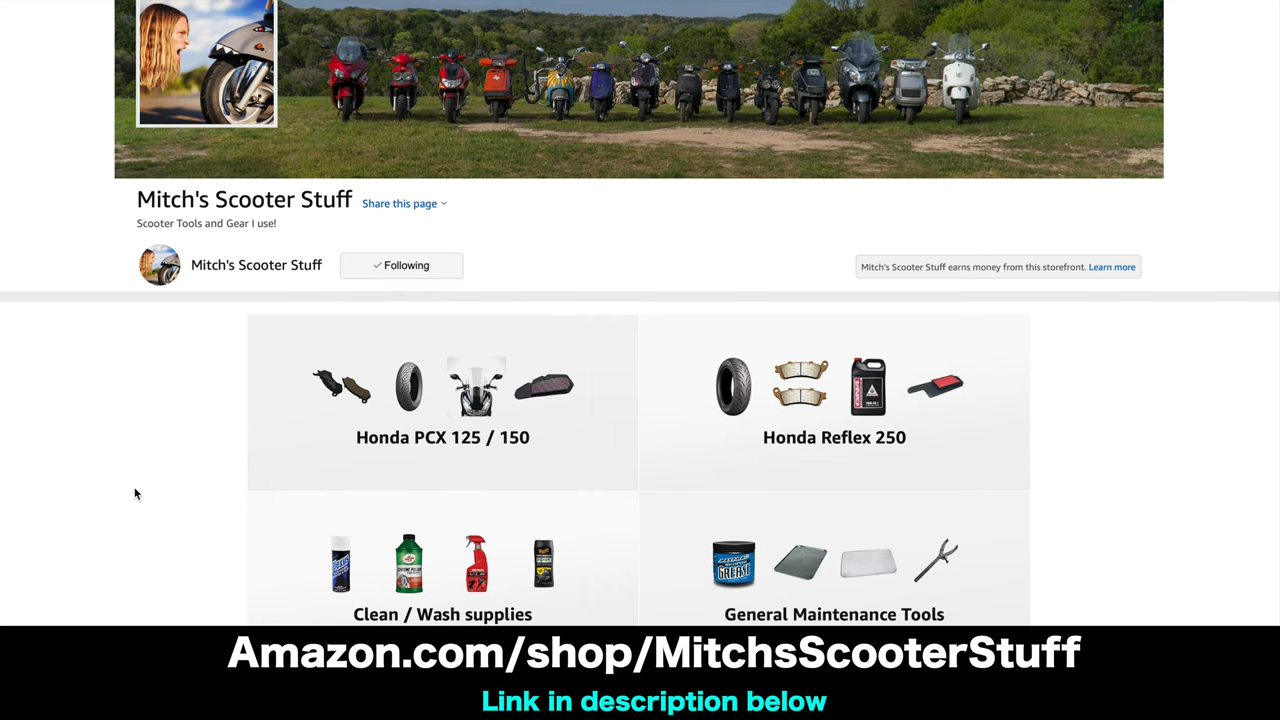 Mitch's Scooter Stuff Share this page
Scooter Tools and Gear I use!
Mitch's Scooter Stuff Following
Mitch's Scooter Stuff earns money from this storefront. Learn more
Honda PCX 125 / 150
Honda Reflex 250
GREASE
Clean / Wash supplies
General Maintenance Tools
Amazon.com/shop/MitchsScooterStuff
Link in description below